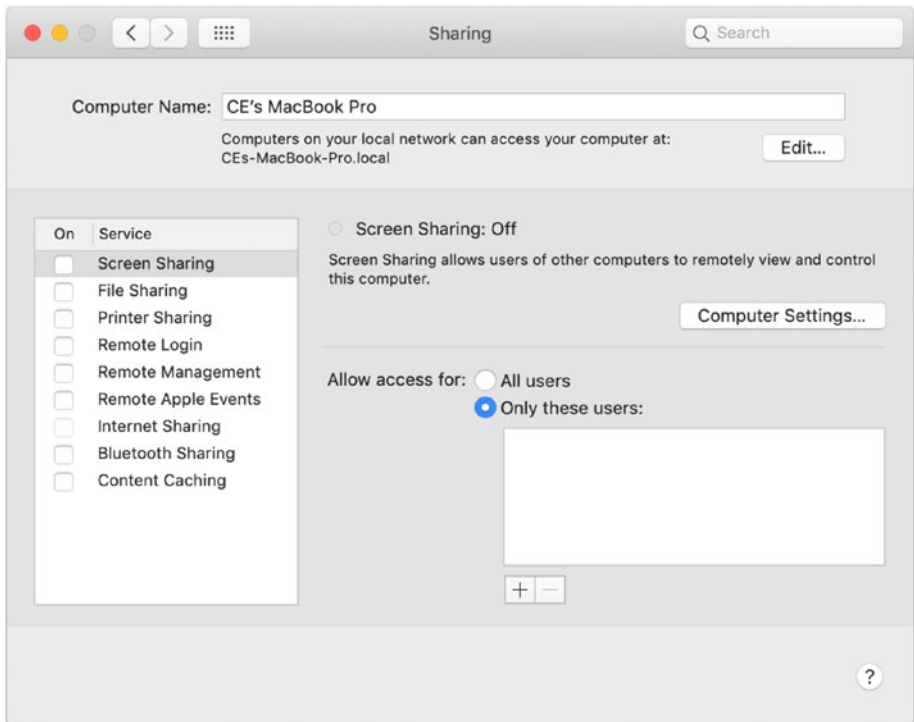 Sharing
Search
Computer Name: CE's MacBook Pro
Computers on your local network can access your computer at:
CEs-MacBook-Pro.local
Edit...
On Service
Screen Sharing
File Sharing
Printer Sharing
Remote Login
Remote Management
Remote Apple Events
Internet Sharing
Bluetooth Sharing
Content Caching
Screen Sharing: Off
Screen Sharing allows users of other computers to remotely view and control
this computer.
Computer Settings...
Allow access for: All users
Only these users:
+ −
?